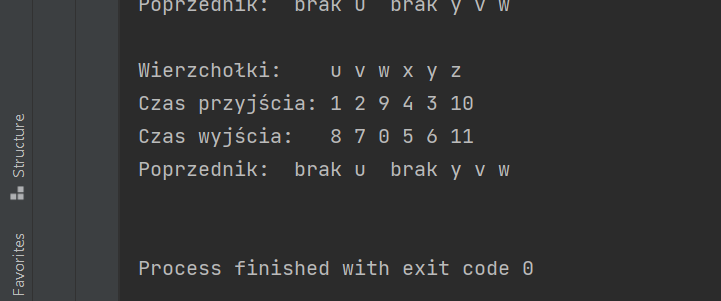 Poprzednik:  brak u  brak y v w
Wierzchołki:    u v w x y z
Czas przyjścia: 1 2 9 4 3 10
Czas wyjścia:   8 7 0 5 6 11
Poprzednik:  brak u  brak y v w
Process finished with exit code 0
Structure
Favorites